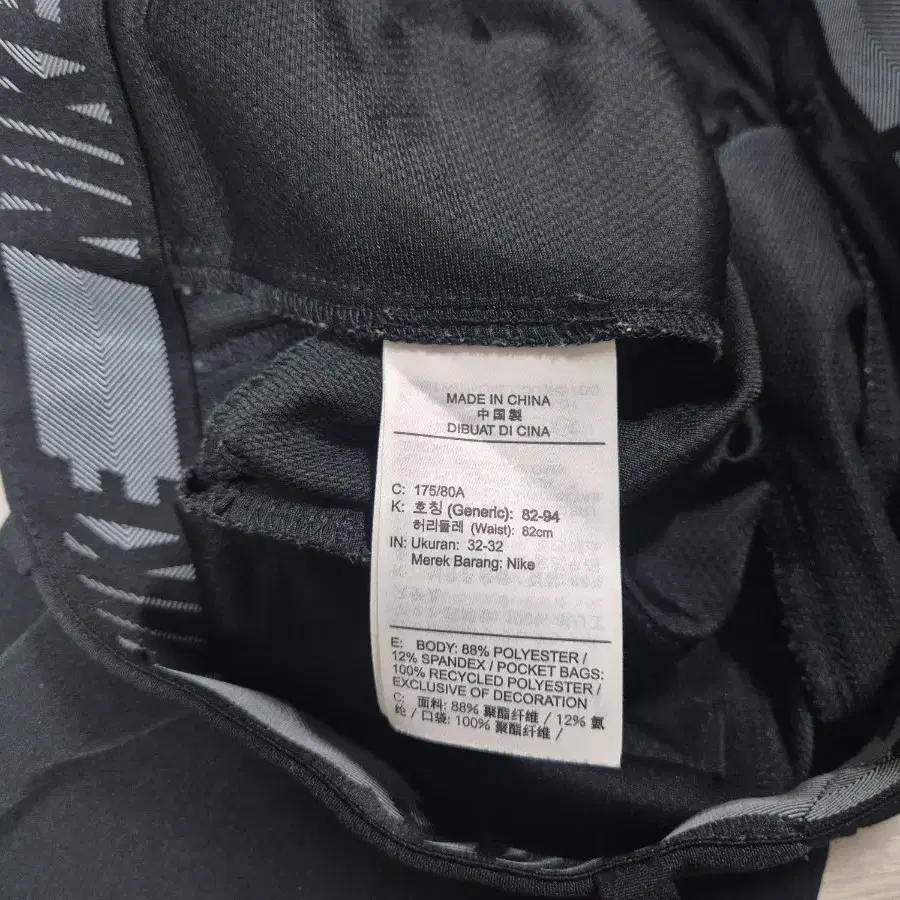 MADE IN CHINA
中国製
DIBUAT DI CINA
C: 175/80A
K: 호칭 (Generic): 82-94
허리둘레 (Waist): 82cm
IN: Ukuran: 32-32
Merek Barang: Nike
E: BODY: 88% POLYESTER /
12% SPANDEX / POCKET BAGS:
100% RECYCLED POLYESTER /
EXCLUSIVE OF DECORATION
C: 面料: 88% 聚酯纤维 / 12% 氨
纶 / 口袋: 100% 聚酯纤维 /